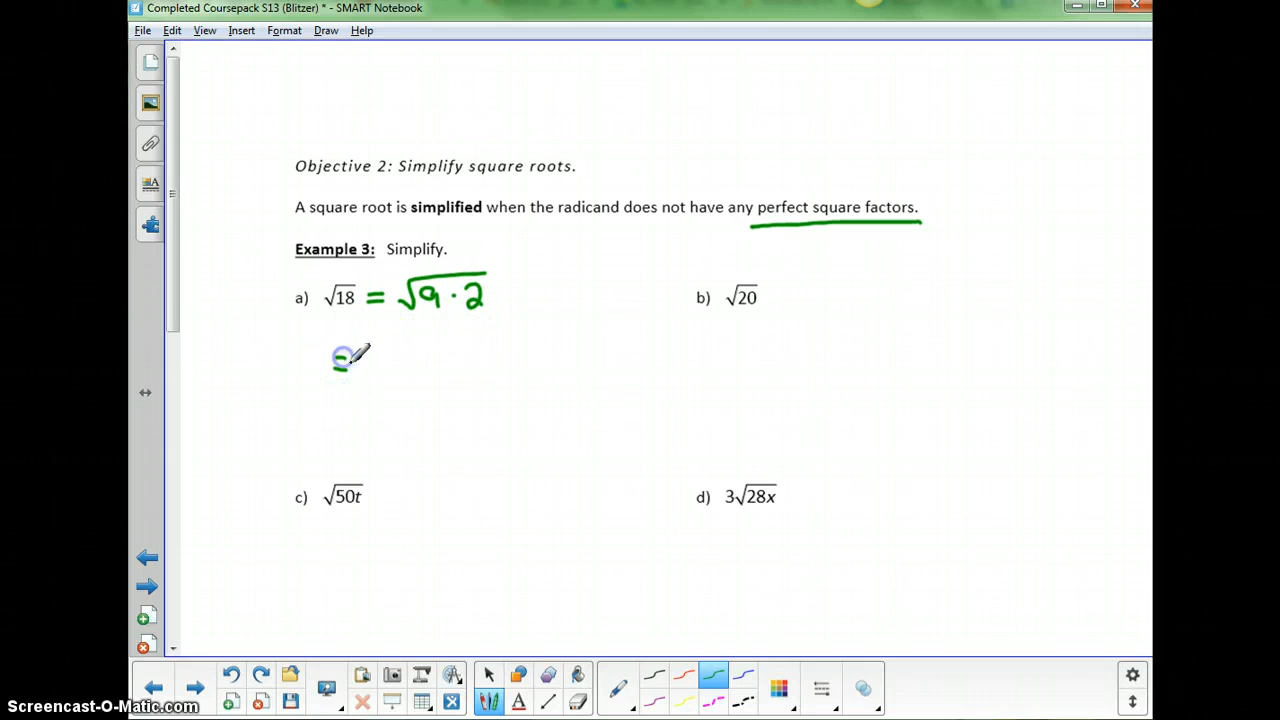 Completed Coursepack S13 (Blitzer) * - SMART Notebook
File Edit View Insert Format Draw Help
Objective 2: Simplify square roots.
A square root is simplified when the radicand does not have any perfect square factors.
Example 3: Simplify.
a) √18 = √9 · 2
b) √20
=
c) √50t
d) 3√28x
Screencast-O-Matic.com